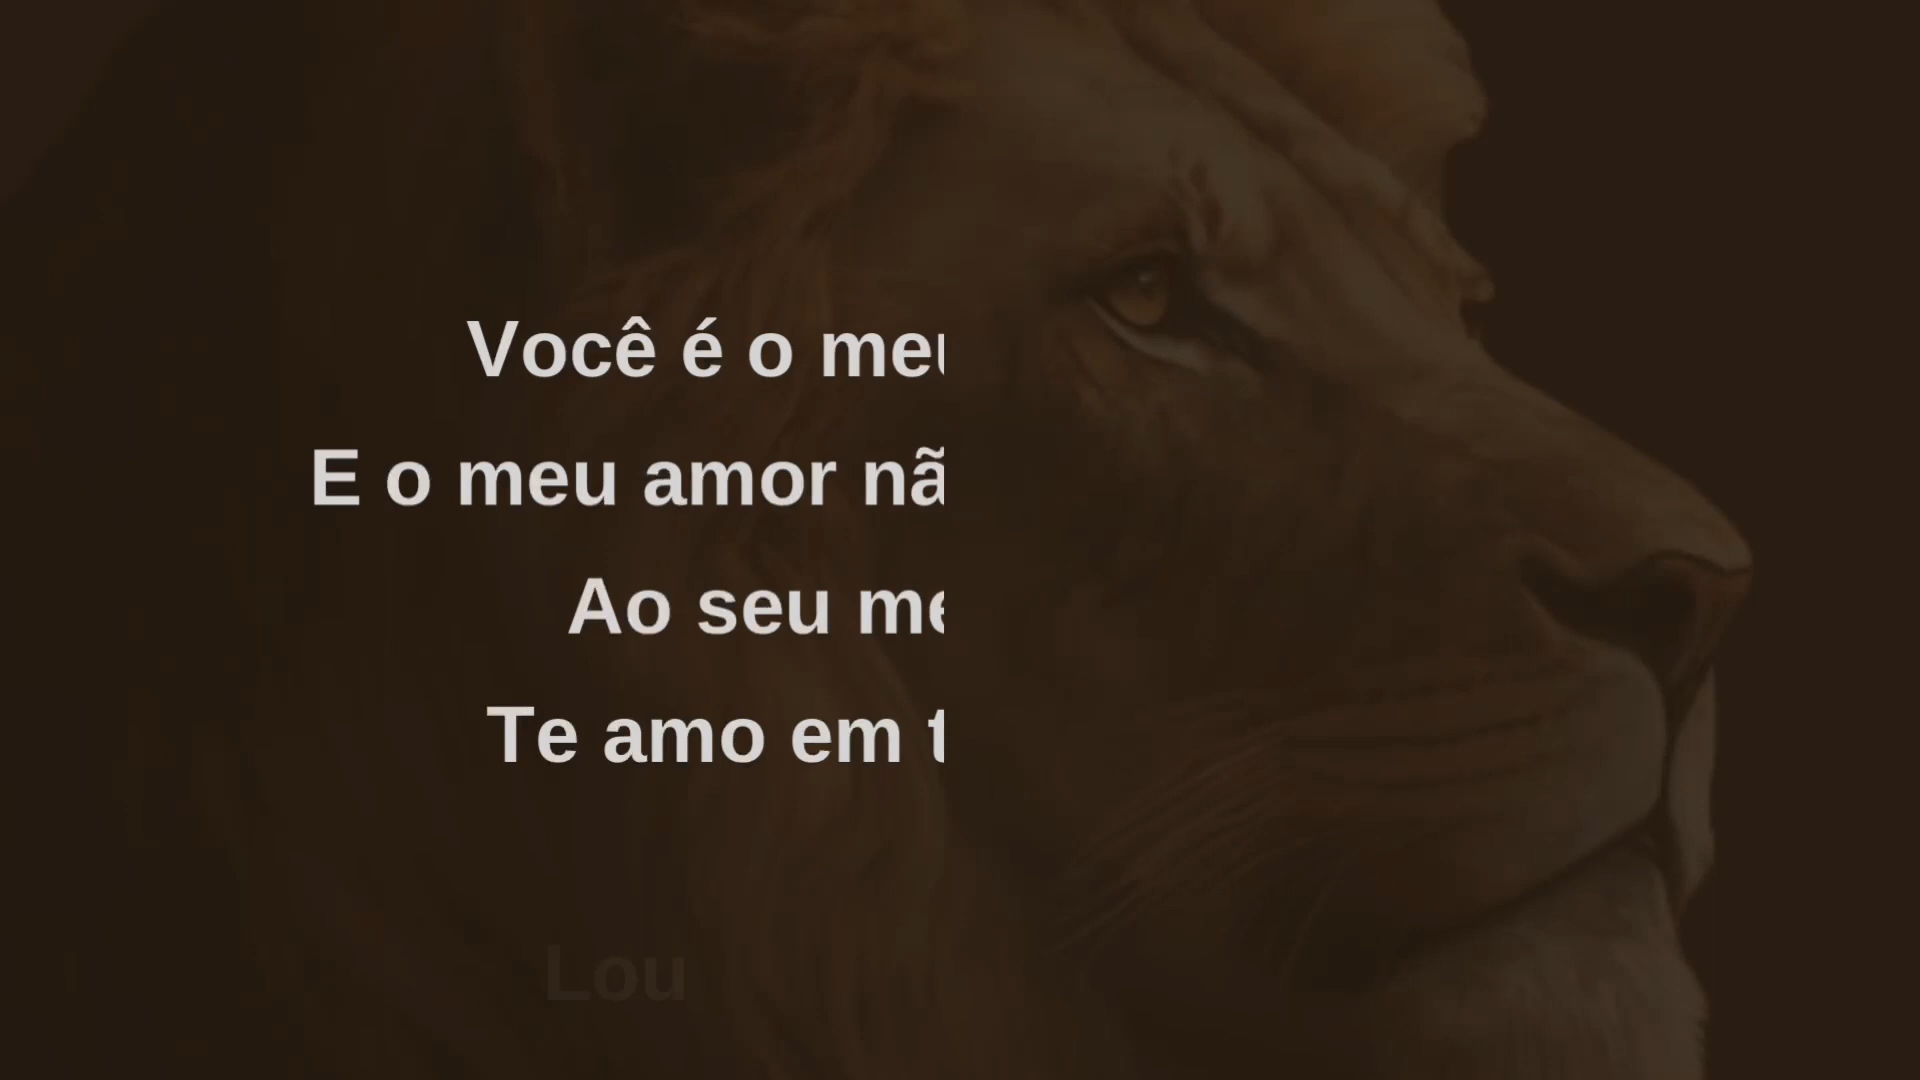 Você é o meu
E o meu amor nã
Ao seu me
Te amo em t
Lou